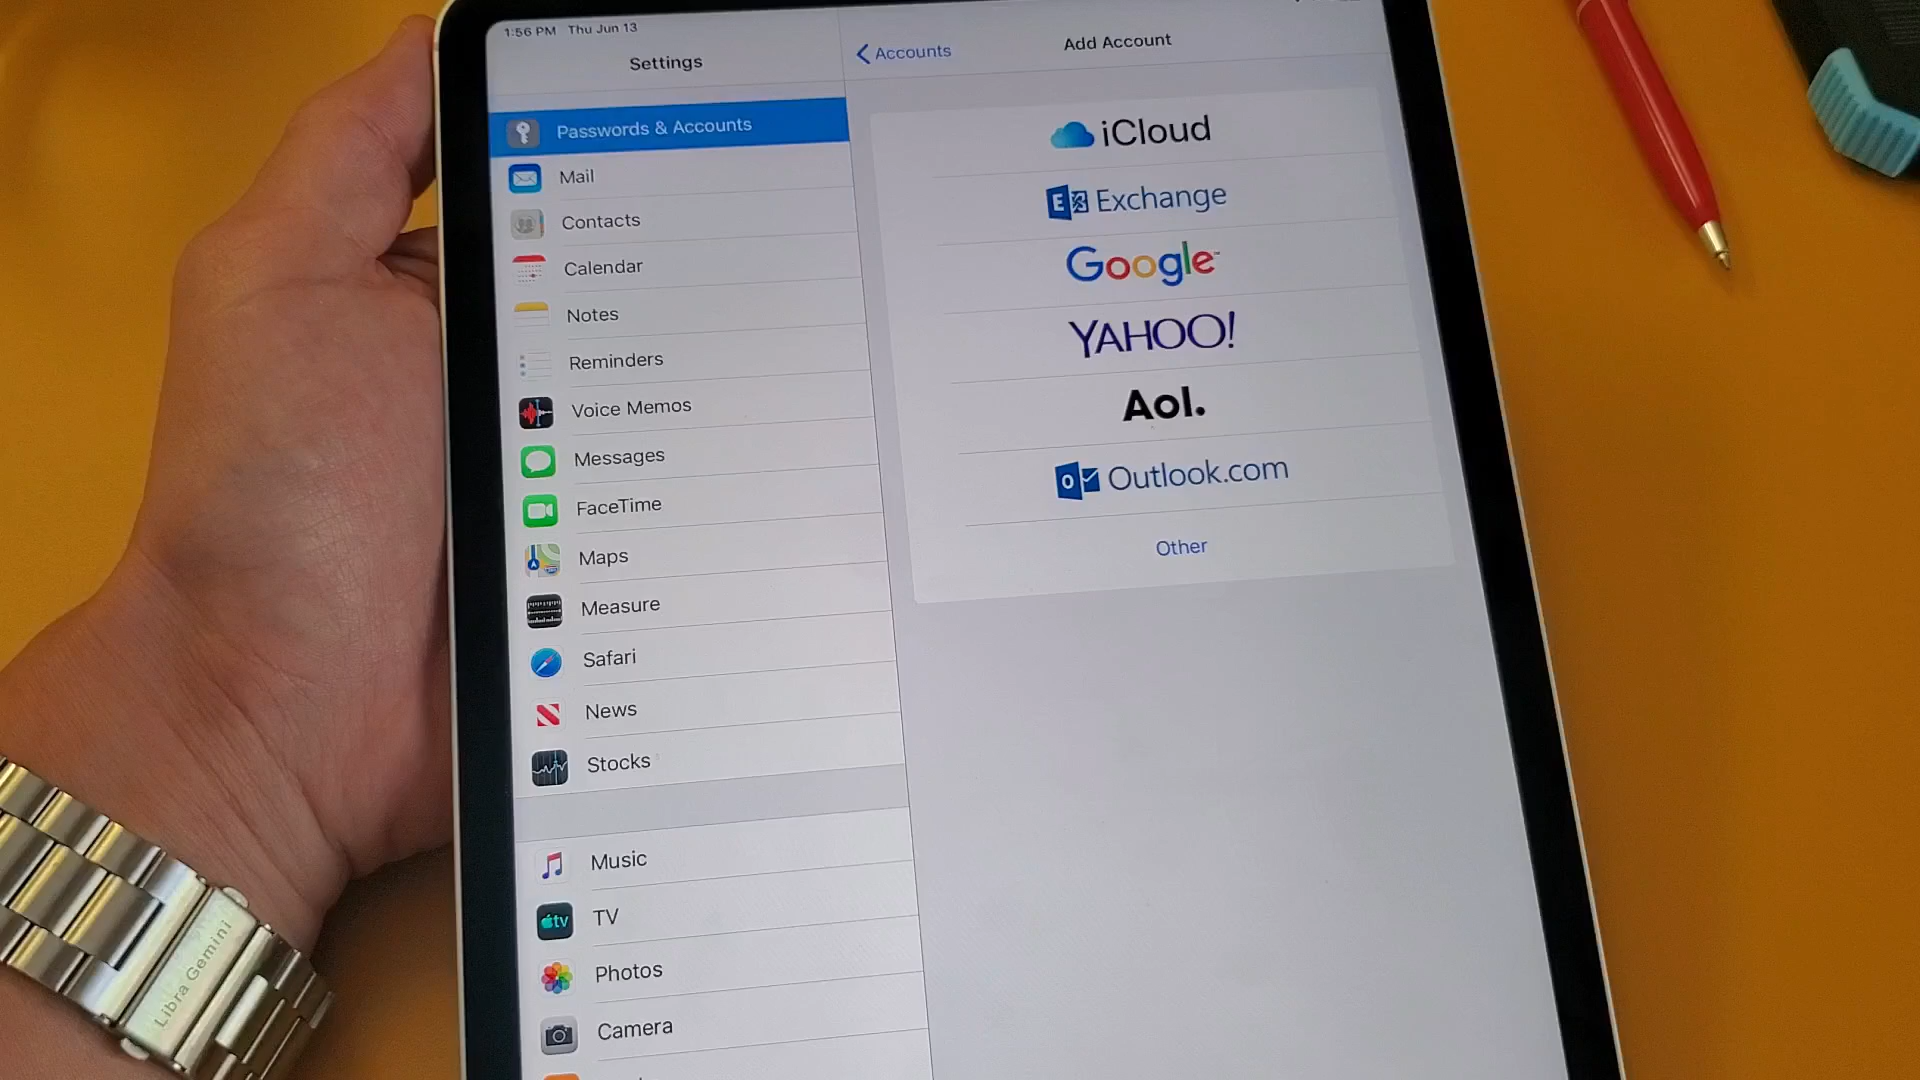 1:56 PM Thu Jun 13
Settings
Passwords & Accounts
Mail
Contacts
Calendar
Notes
Reminders
Voice Memos
Messages
FaceTime
Maps
Measure
Safari
News
Stocks
Music
tv
TV
Photos
Camera
Accounts
Add Account
iCloud
E Exchange
Google
YAHOO!
Aol.
O Outlook.com
Other
Libra Gemini